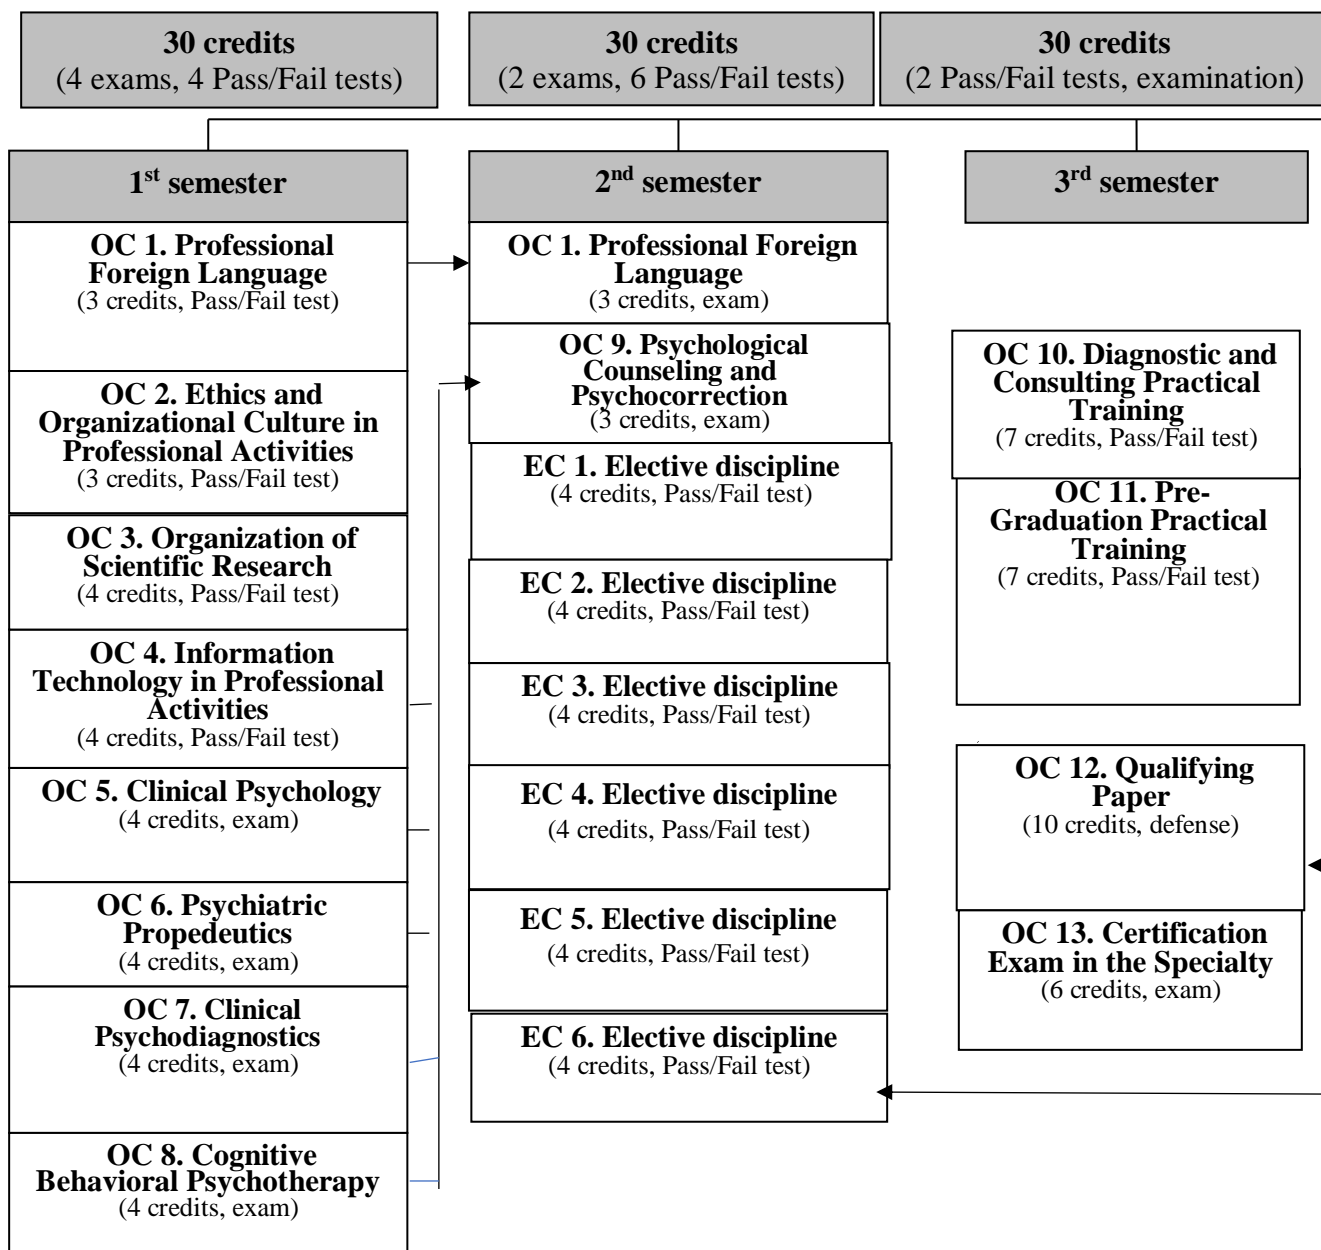 30 credits
(4 exams, 4 Pass/Fail tests)
30 credits
(2 exams, 6 Pass/Fail tests)
30 credits
(2 Pass/Fail tests, examination)
1st semester
OC 1. Professional
Foreign Language
(3 credits, Pass/Fail test)
OC 2. Ethics and
Organizational Culture in
Professional Activities
(3 credits, Pass/Fail test)
OC 3. Organization of
Scientific Research
(4 credits, Pass/Fail test)
OC 4. Information
Technology in Professional
Activities
(4 credits, Pass/Fail test)
OC 5. Clinical Psychology
(4 credits, exam)
OC 6. Psychiatric
Propedeutics
(4 credits, exam)
OC 7. Clinical
Psychodiagnostics
(4 credits, exam)
OC 8. Cognitive
Behavioral Psychotherapy
(4 credits, exam)
2nd semester
OC 1. Professional Foreign
Language
(3 credits, exam)
OC 9. Psychological
Counseling and
Psychocorrection
(3 credits, exam)
EC 1. Elective discipline
(4 credits, Pass/Fail test)
EC 2. Elective discipline
(4 credits, Pass/Fail test)
EC 3. Elective discipline
(4 credits, Pass/Fail test)
EC 4. Elective discipline
(4 credits, Pass/Fail test)
EC 5. Elective discipline
(4 credits, Pass/Fail test)
EC 6. Elective discipline
(4 credits, Pass/Fail test)
3rd semester
OC 10. Diagnostic and
Consulting Practical
Training
(7 credits, Pass/Fail test)
OC 11. Pre-
Graduation Practical
Training
(7 credits, Pass/Fail test)
OC 12. Qualifying
Paper
(10 credits, defense)
OC 13. Certification
Exam in the Specialty
(6 credits, exam)